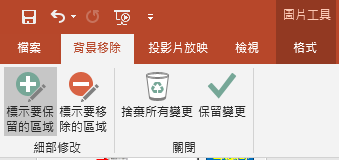 圖片工具
檔案 背景移除 投影片放映 檢視 格式
標示要保留的區域
標示要移除的區域
捨棄所有變更 保留變更
細部修改 關閉